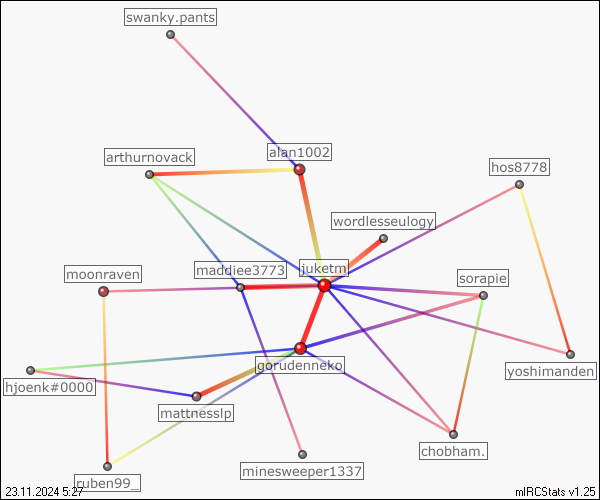 swanky.pants
alan1002
arthurnovack
hos8778
wordlesseulogy
juketm
maddiee3773
moonraven
sorapie
gorudenneko
yoshimanden
hjoenk#0000
mattnesslp
chobham.
minesweeper1337
ruben99_
23.11.2024 5:27
mIRCStats v1.25